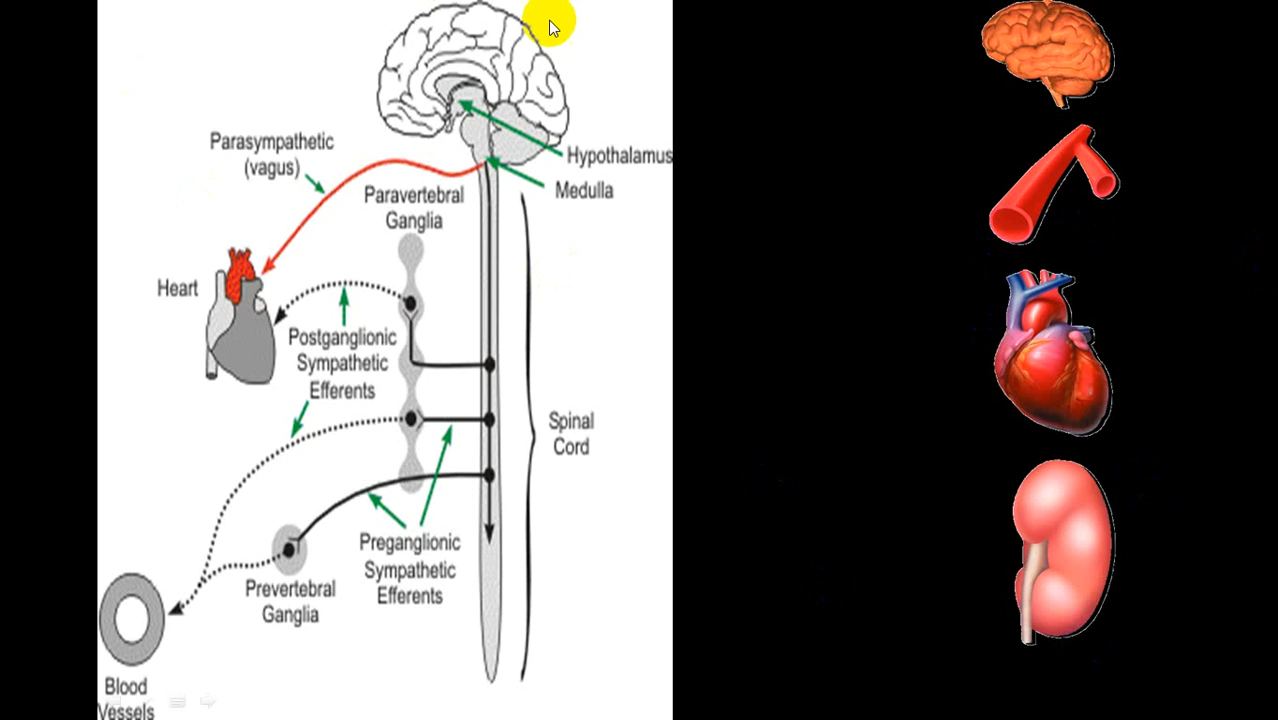 Hypothalamus
Medulla
Parasympathetic
(vagus)
Paravertebral
Ganglia
Heart
Postganglionic
Sympathetic
Efferents
Spinal
Cord
Preganglionic
Sympathetic
Efferents
Prevertebral
Ganglia
Blood
Vessels